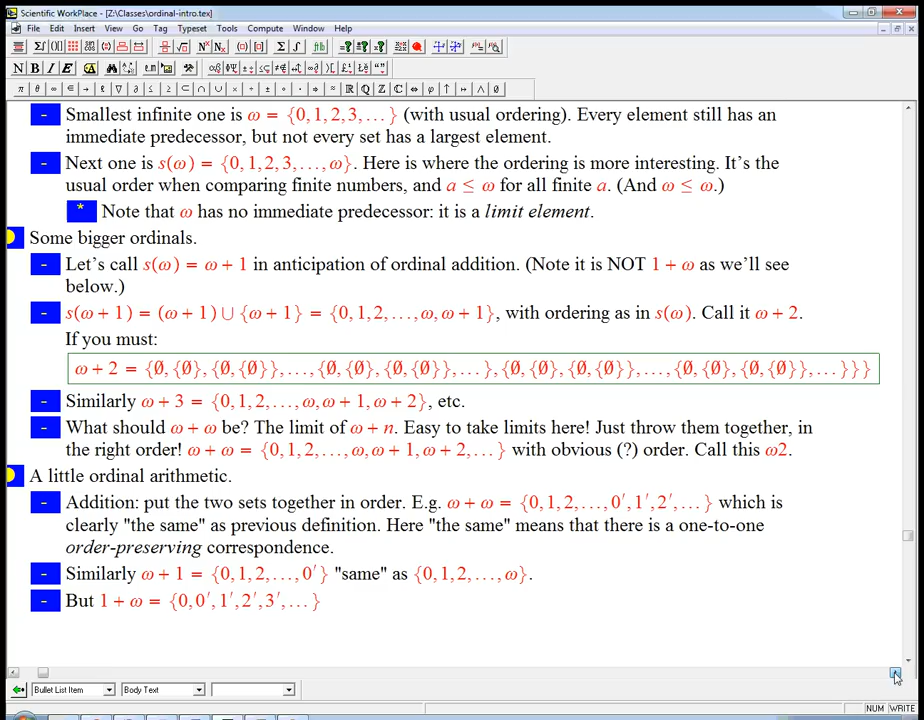 Scientific WorkPlace - [Z:\Classes\ordinal-intro.tex]
File Edit Insert View Go Tag Typeset Tools Compute Window Help
- Smallest infinite one is ω = {0,1,2,3,…} (with usual ordering). Every element still has an
immediate predecessor, but not every set has a largest element.
- Next one is s(ω) = {0,1,2,3,…,ω}. Here is where the ordering is more interesting. It's the
usual order when comparing finite numbers, and a ≤ ω for all finite a. (And ω ≤ ω.)
* Note that ω has no immediate predecessor: it is a limit element.
Some bigger ordinals.
- Let's call s(ω) = ω + 1 in anticipation of ordinal addition. (Note it is NOT 1 + ω as we'll see
below.)
- s(ω + 1) = (ω + 1) ∪ {ω + 1} = {0,1,2,…,ω,ω + 1}, with ordering as in s(ω). Call it ω + 2.
If you must:
ω + 2 = {∅,{∅},{∅,{∅}},…,{∅,{∅},{∅,{∅}},…},{∅,{∅},{∅,{∅}},…,{∅,{∅},{∅,{∅}},…}}}
- Similarly ω + 3 = {0,1,2,…,ω,ω + 1,ω + 2}, etc.
- What should ω + ω be? The limit of ω + n. Easy to take limits here! Just throw them together, in
the right order! ω + ω = {0,1,2,…,ω,ω + 1,ω + 2,…} with obvious (?) order. Call this ω2.
A little ordinal arithmetic.
- Addition: put the two sets together in order. E.g. ω + ω = {0,1,2,…,0′,1′,2′,…} which is
clearly "the same" as previous definition. Here "the same" means that there is a one-to-one
order-preserving correspondence.
- Similarly ω + 1 = {0,1,2,…,0′} "same" as {0,1,2,…,ω}.
- But 1 + ω = {0,0′,1′,2′,3′,…}
Bullet List Item Body Text
NUM WRITE